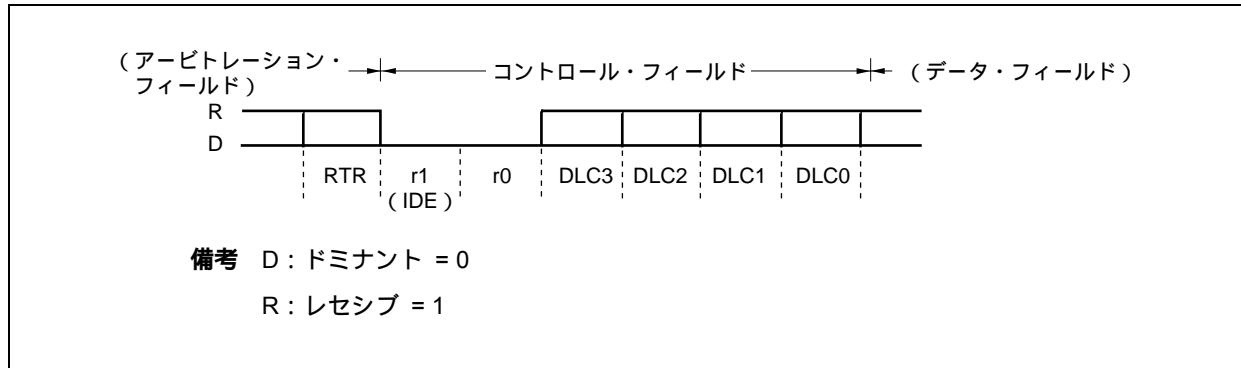 （アービトレーション・
フィールド）
コントロール・フィールド
（データ・フィールド）
R
D
RTR
r1
（IDE）
r0
DLC3
DLC2
DLC1
DLC0
備考 D：ドミナント = 0
R：レセシブ = 1